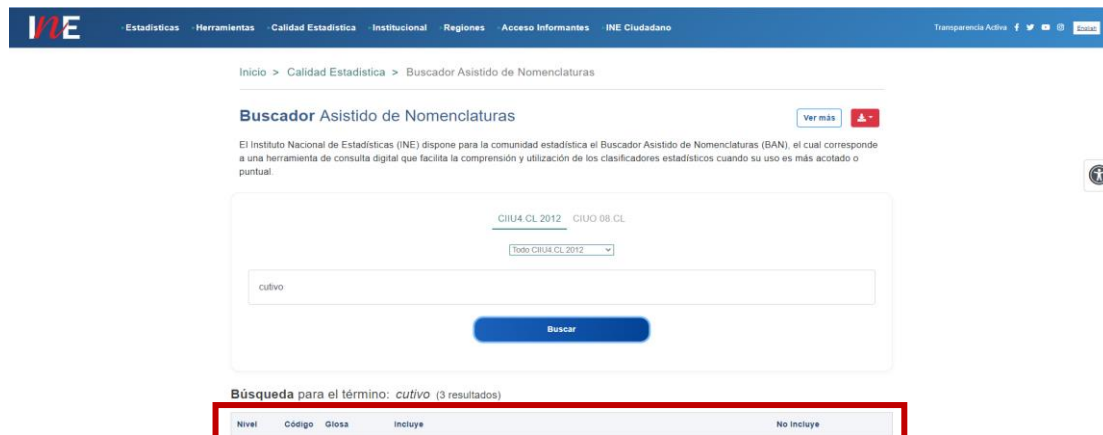 INE
Estadísticas Herramientas Calidad Estadística Institucional Regiones Acceso Informantes INE Ciudadano Transparencia Activa English
Inicio > Calidad Estadística > Buscador Asistido de Nomenclaturas
Buscador Asistido de Nomenclaturas Ver más
El Instituto Nacional de Estadísticas (INE) dispone para la comunidad estadística el Buscador Asistido de Nomenclaturas (BAN), el cual corresponde
a una herramienta de consulta digital que facilita la comprensión y utilización de los clasificadores estadísticos cuando su uso es más acotado o
puntual.
CIIU4.CL 2012 CIUO 08.CL
Todo CIIU4.CL 2012
cutivo
Buscar
Búsqueda para el término: cutivo (3 resultados)
Nivel Código Glosa Incluye No Incluye